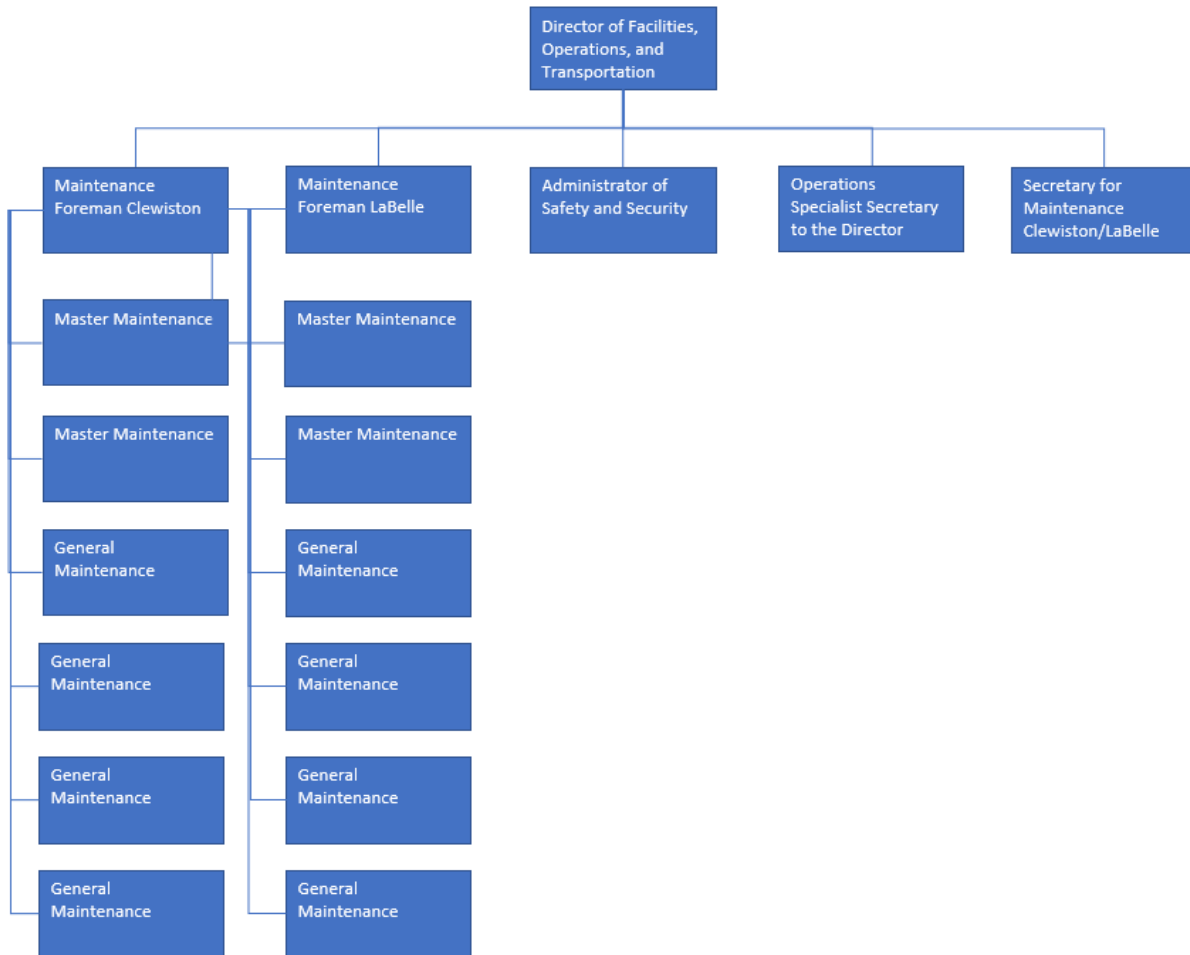 Director of Facilities,
Operations, and
Transportation
Maintenance
Foreman Clewiston
Maintenance
Foreman LaBelle
Administrator of
Safety and Security
Operations
Specialist Secretary
to the Director
Secretary for
Maintenance
Clewiston/LaBelle
Master Maintenance
Master Maintenance
Master Maintenance
Master Maintenance
General
Maintenance
General
Maintenance
General
Maintenance
General
Maintenance
General
Maintenance
General
Maintenance
General
Maintenance
General
Maintenance